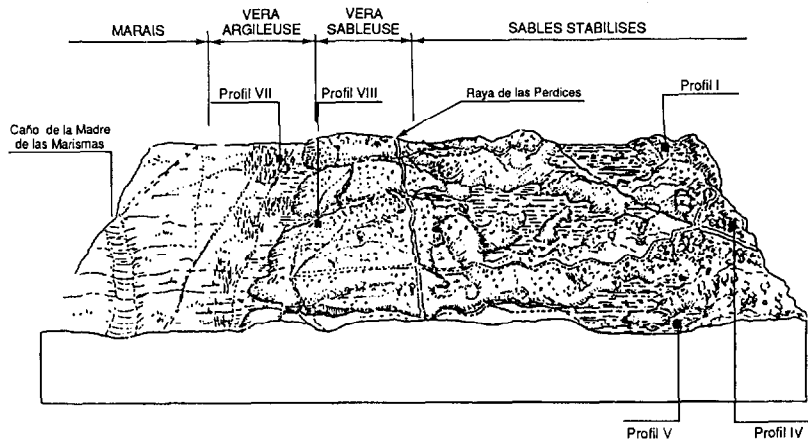 MARAIS
VERA
ARGILEUSE
VERA
SABLEUSE
SABLES STABILISES
Profil VII
Profil VIII
Raya de las Perdices
Profil I
Caño de la Madre
de las Marismas
Profil V
Profil IV